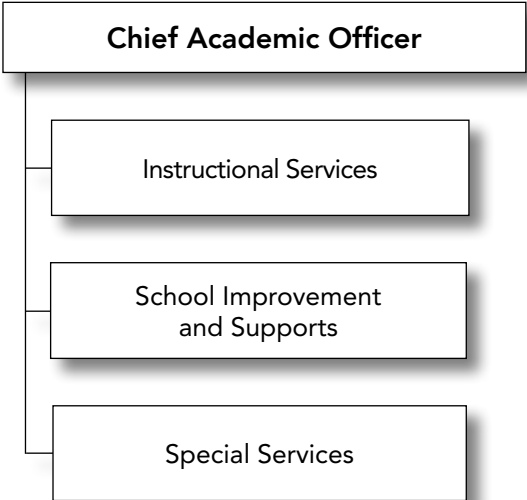 Chief Academic Officer
Instructional Services
School Improvement
and Supports
Special Services